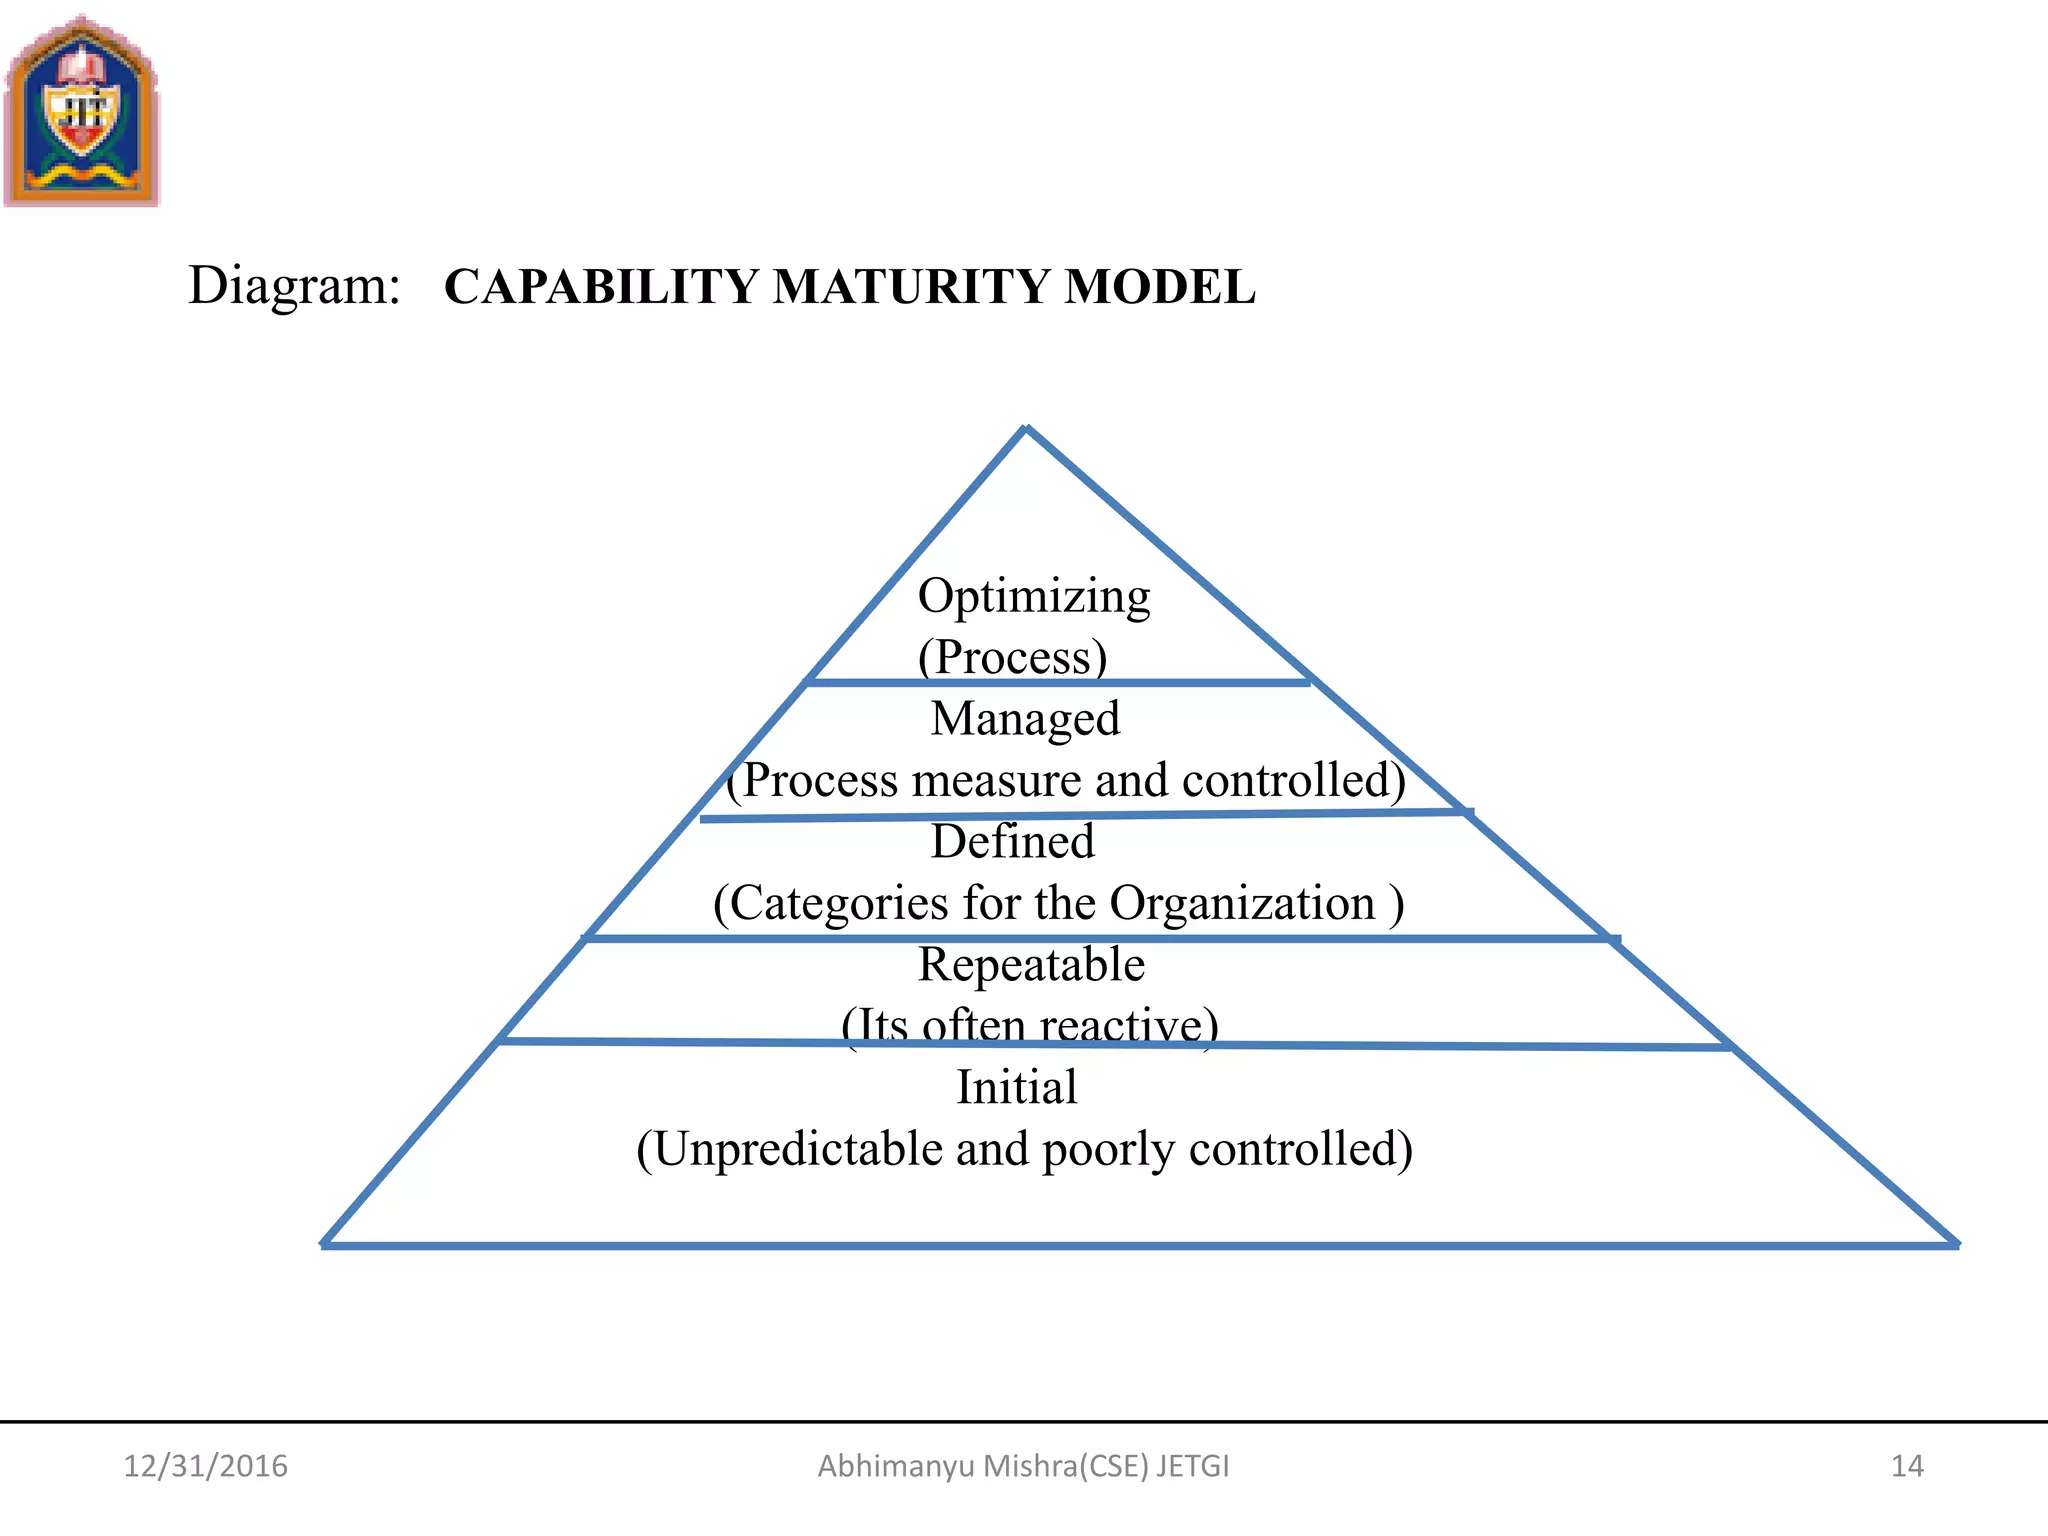 JIT
Diagram: CAPABILITY MATURITY MODEL
Optimizing
(Process)
Managed
(Process measure and controlled)
Defined
(Categories for the Organization )
Repeatable
(Its often reactive)
Initial
(Unpredictable and poorly controlled)
12/31/2016 Abhimanyu Mishra(CSE) JETGI 14